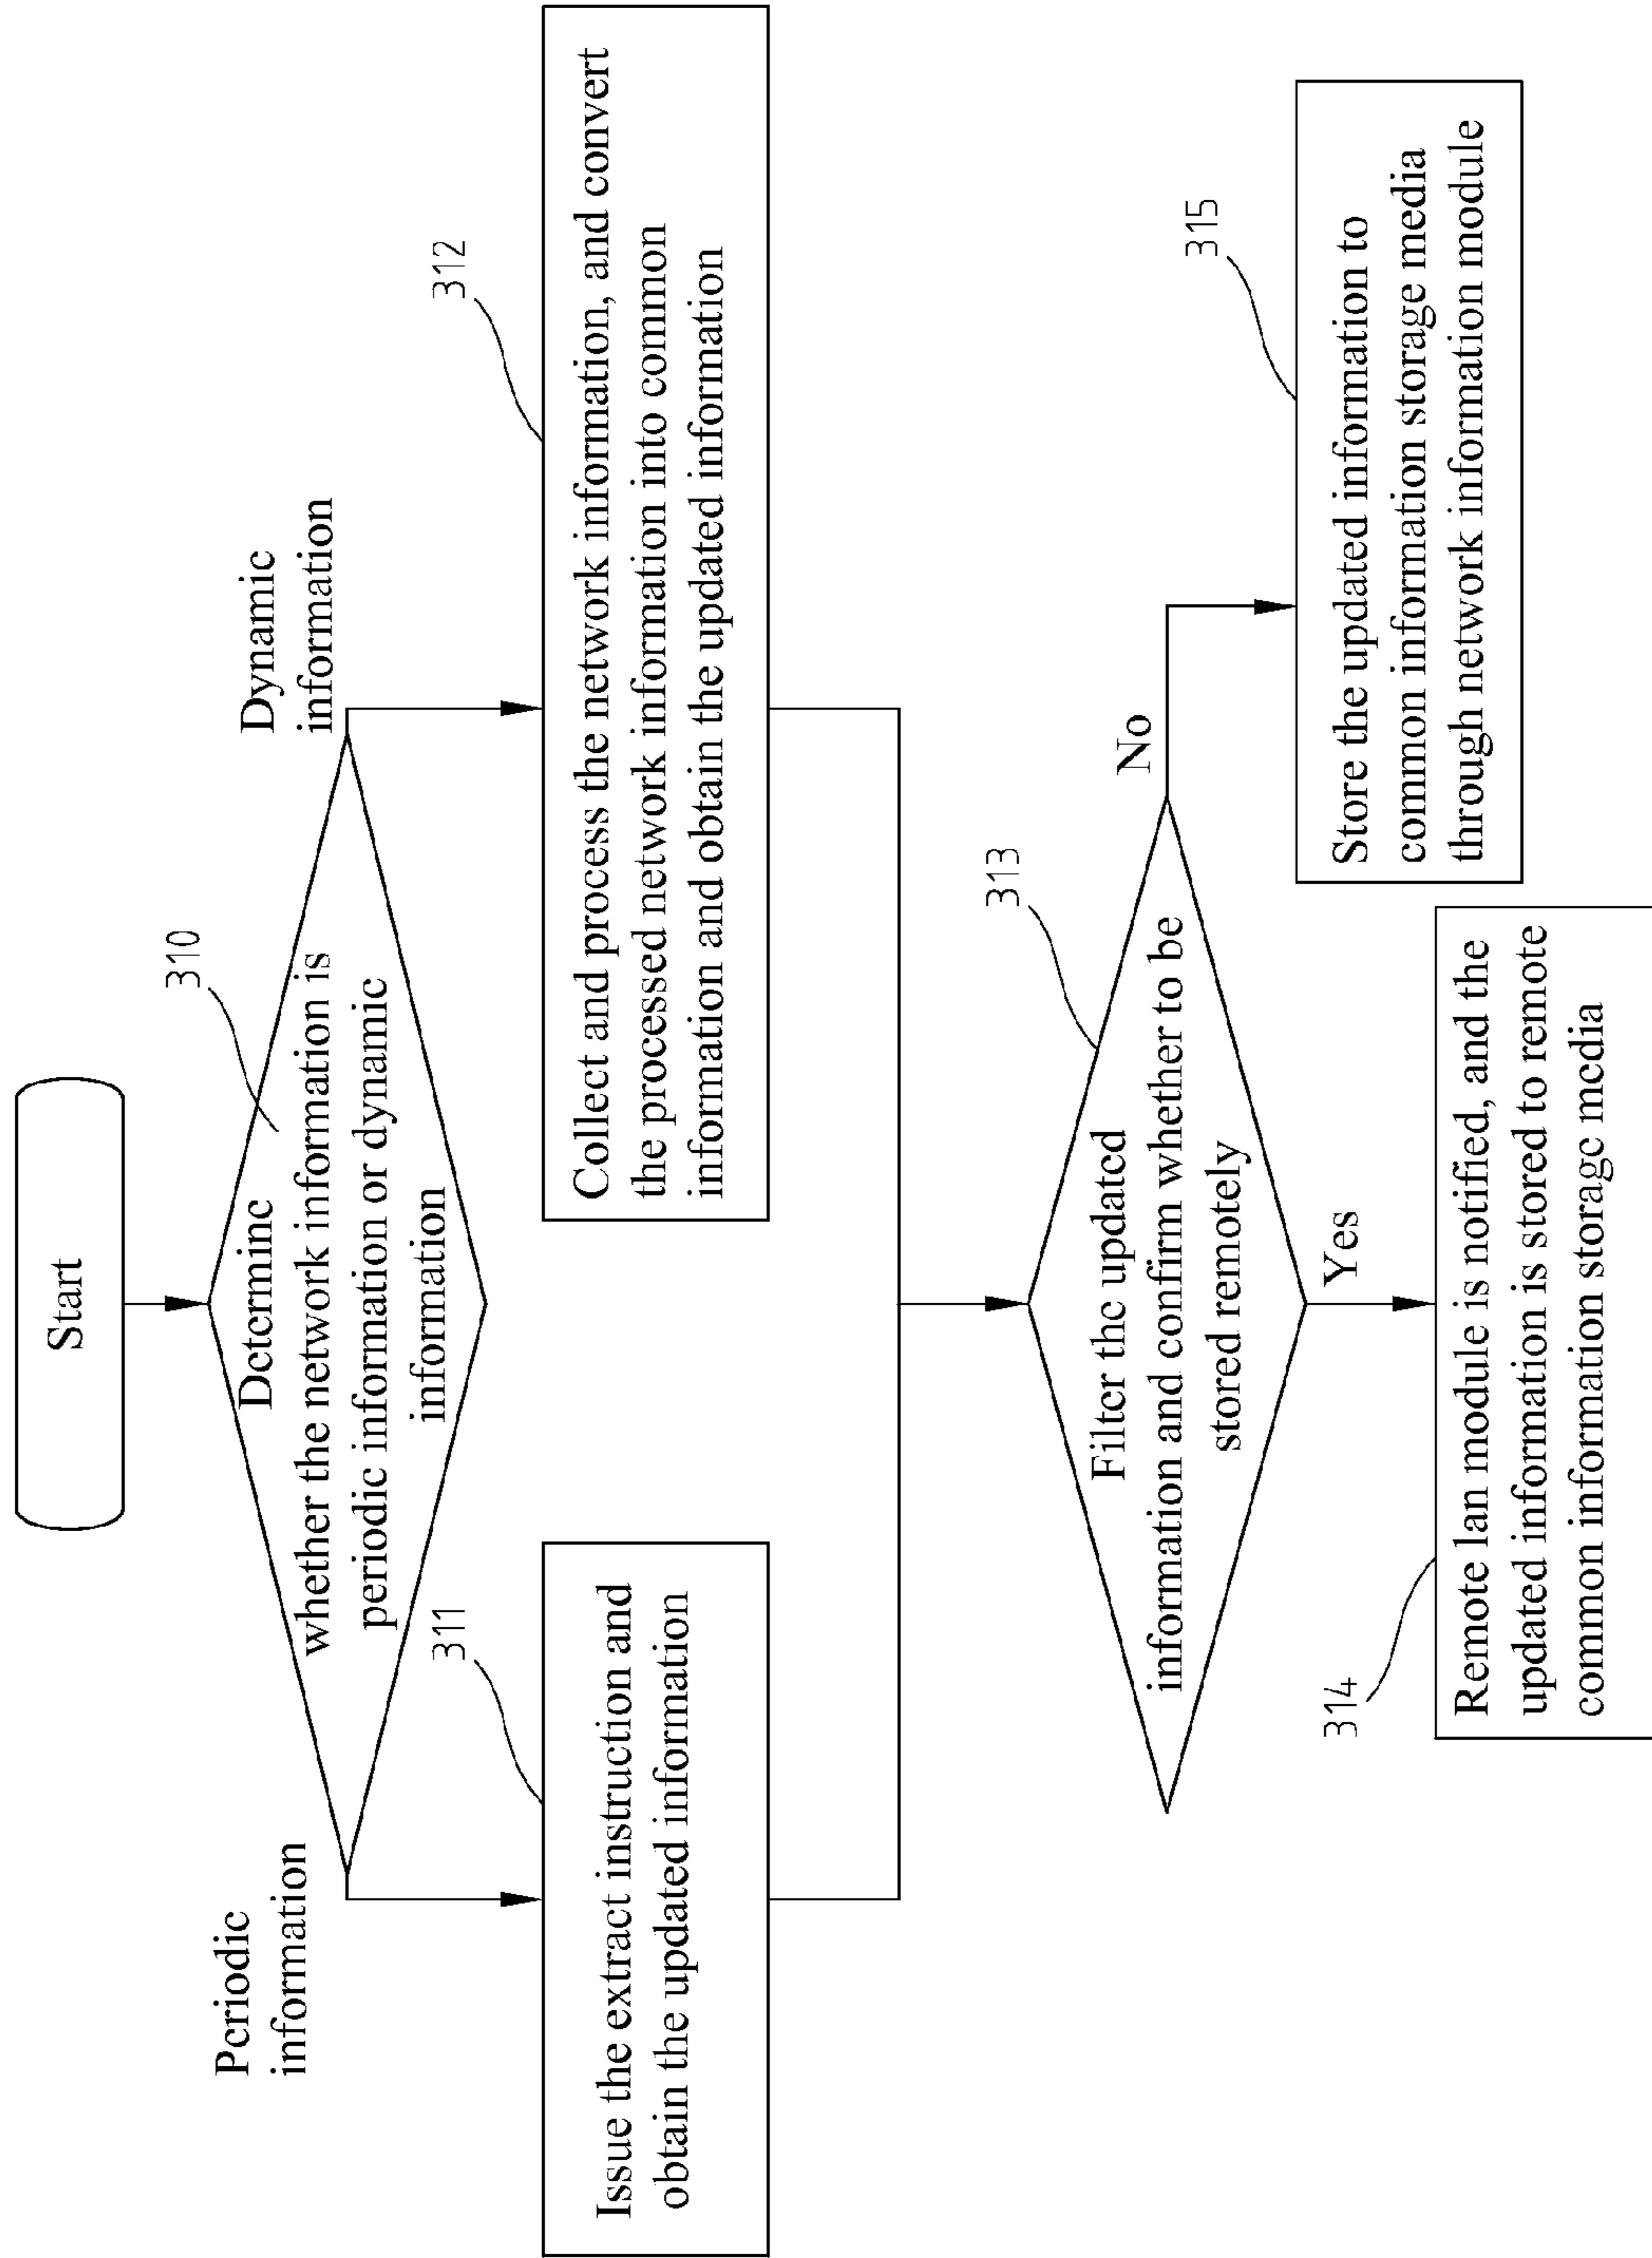 Start
310
Determine
whether the network information is
periodic information or dynamic
information
Periodic
information
Dynamic
information
311
Issue the extract instruction and
obtain the updated information
312
Collect and process the network information, and convert
the processed network information into common
information and obtain the updated information
313
Filter the updated
information and confirm whether to be
stored remotely
No
Yes
314
Remote lan module is notified, and the
updated information is stored to remote
common information storage media
315
Store the updated information to
common information storage media
through network information module